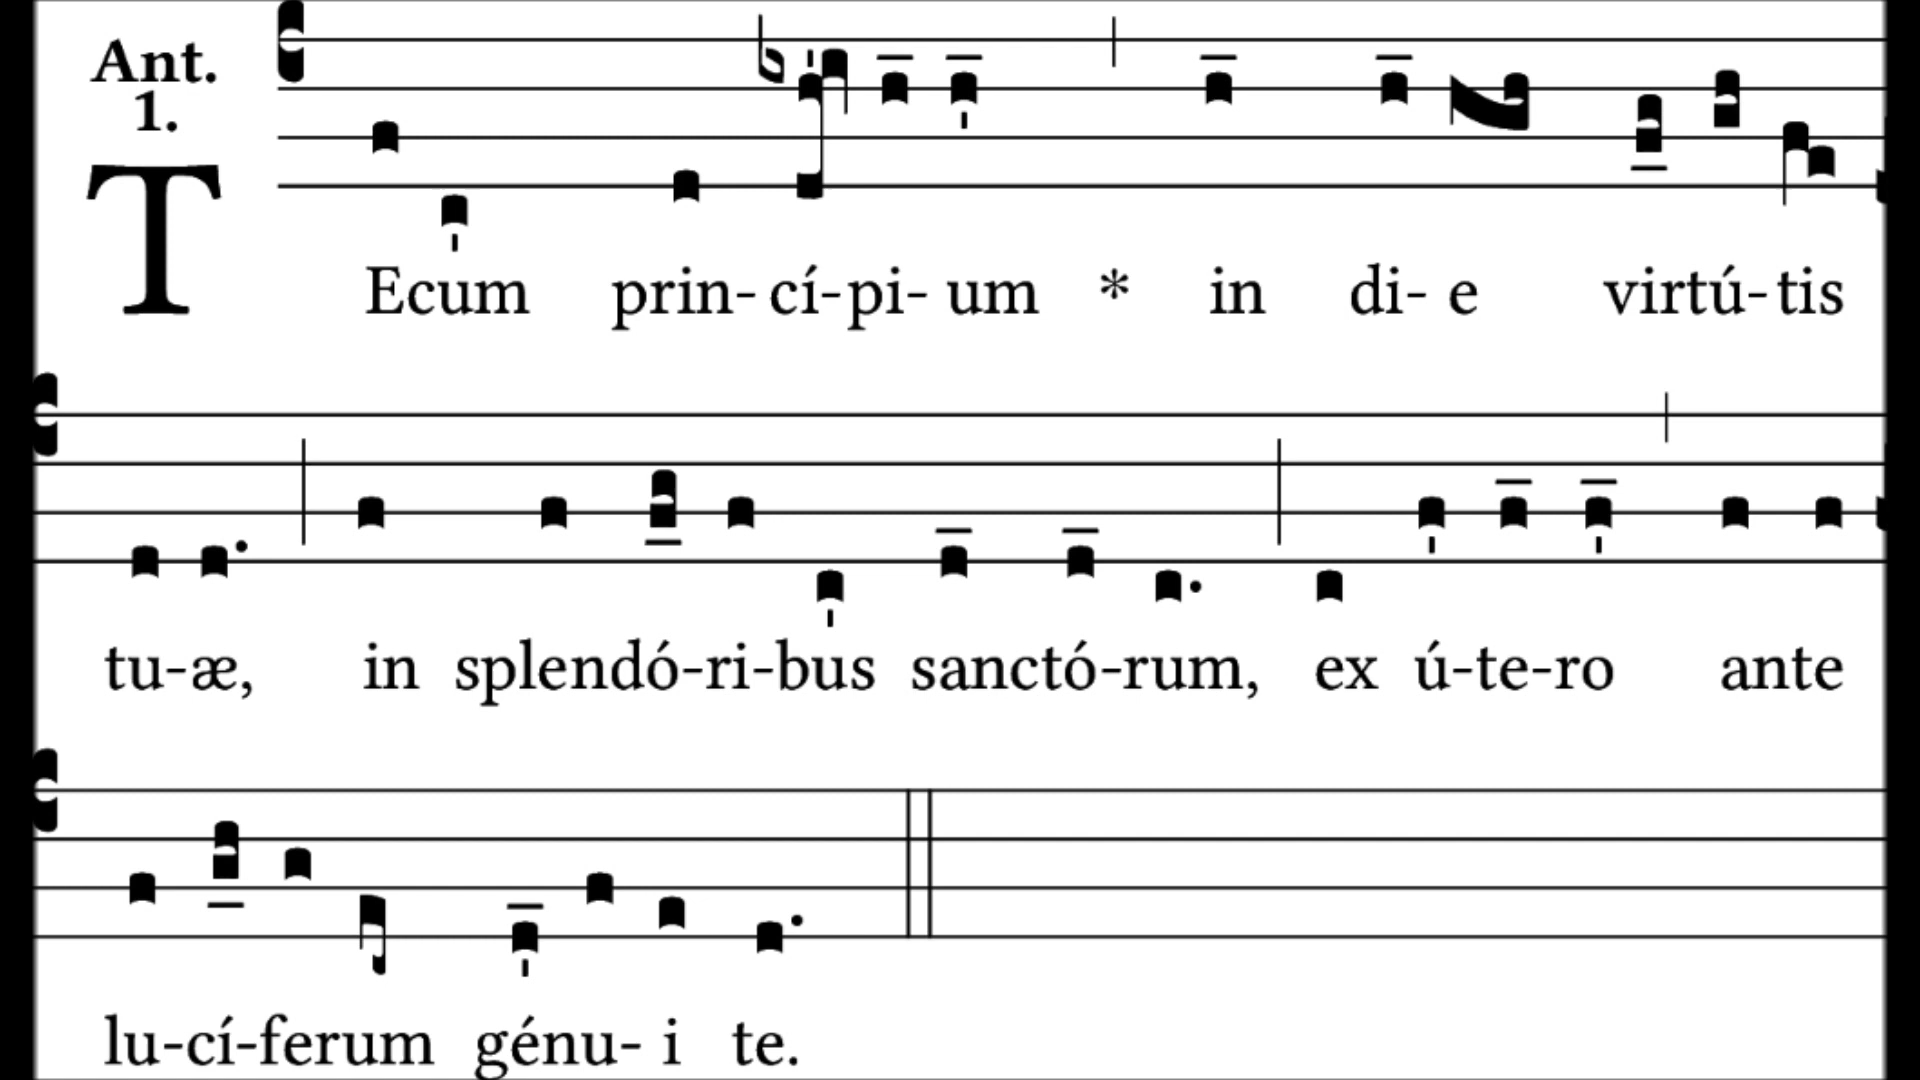 Ant.
1.
TEcum prin-cí-pi-um * in di-e virtú-tis
tu-æ, in splendó-ri-bus sanctó-rum, ex ú-te-ro ante
lu-cí-ferum génu-i te.